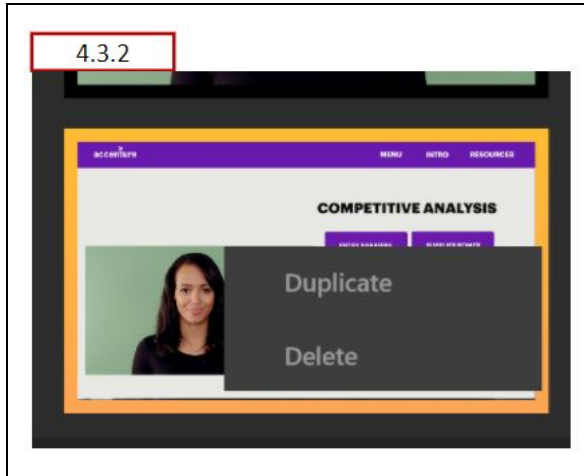 4.3.2
accenture
MENU INTRO RESOURCES
COMPETITIVE ANALYSIS
Duplicate
Delete